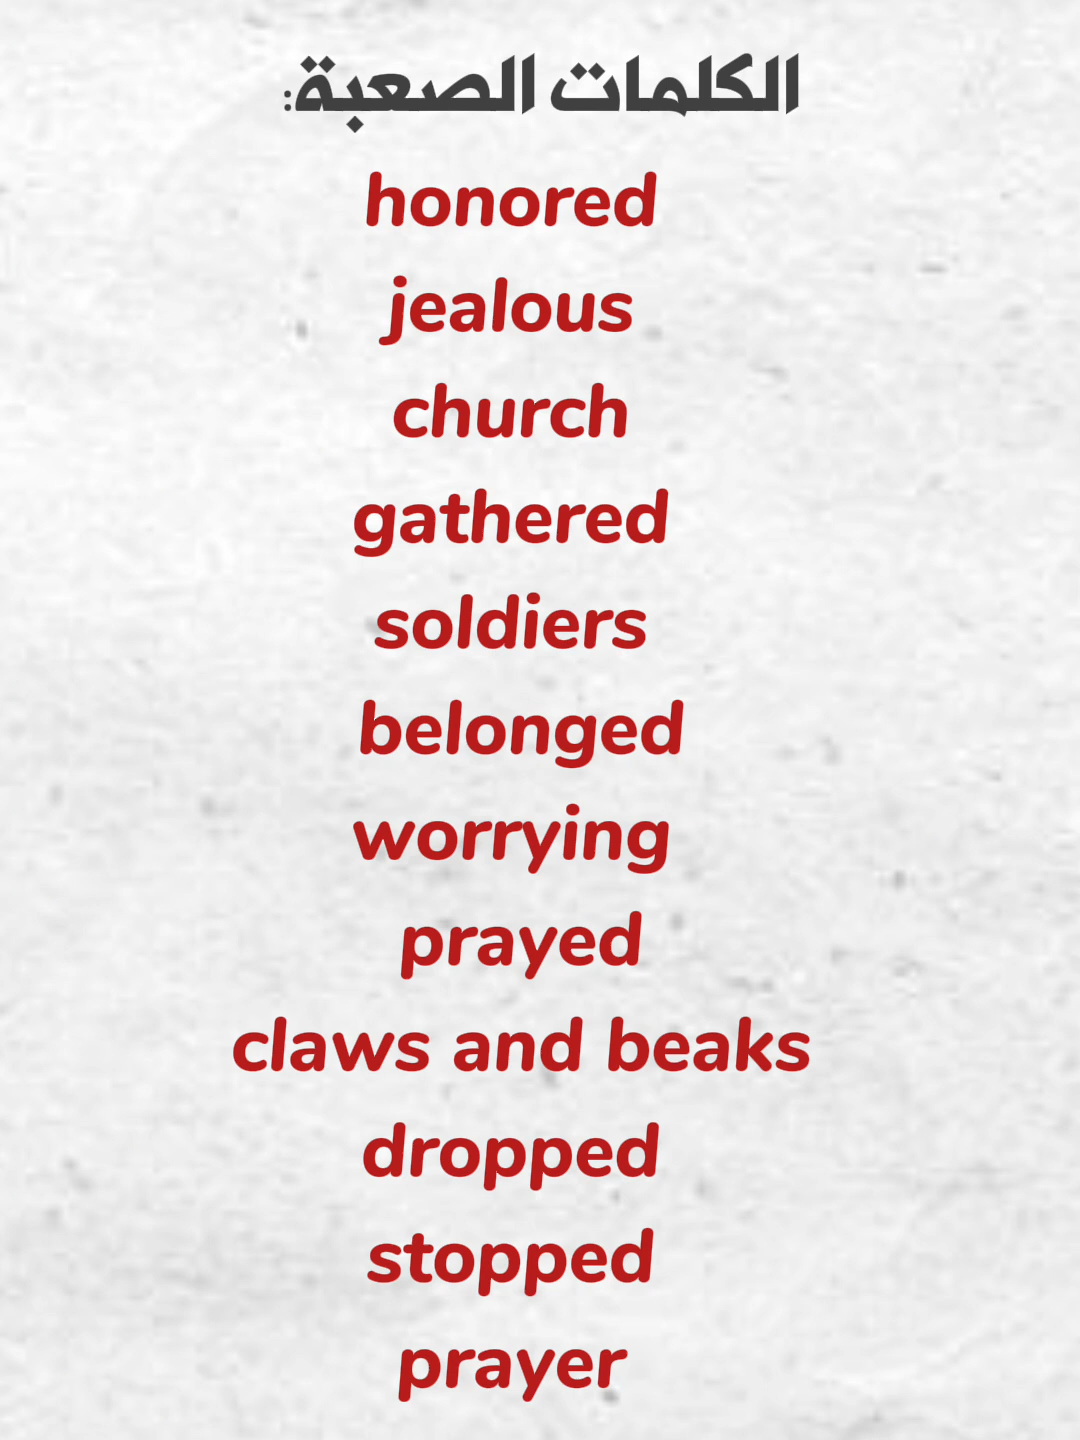 الكلمات الصعبة:
honored
jealous
church
gathered
soldiers
belonged
worrying
prayed
claws and beaks
dropped
stopped
prayer